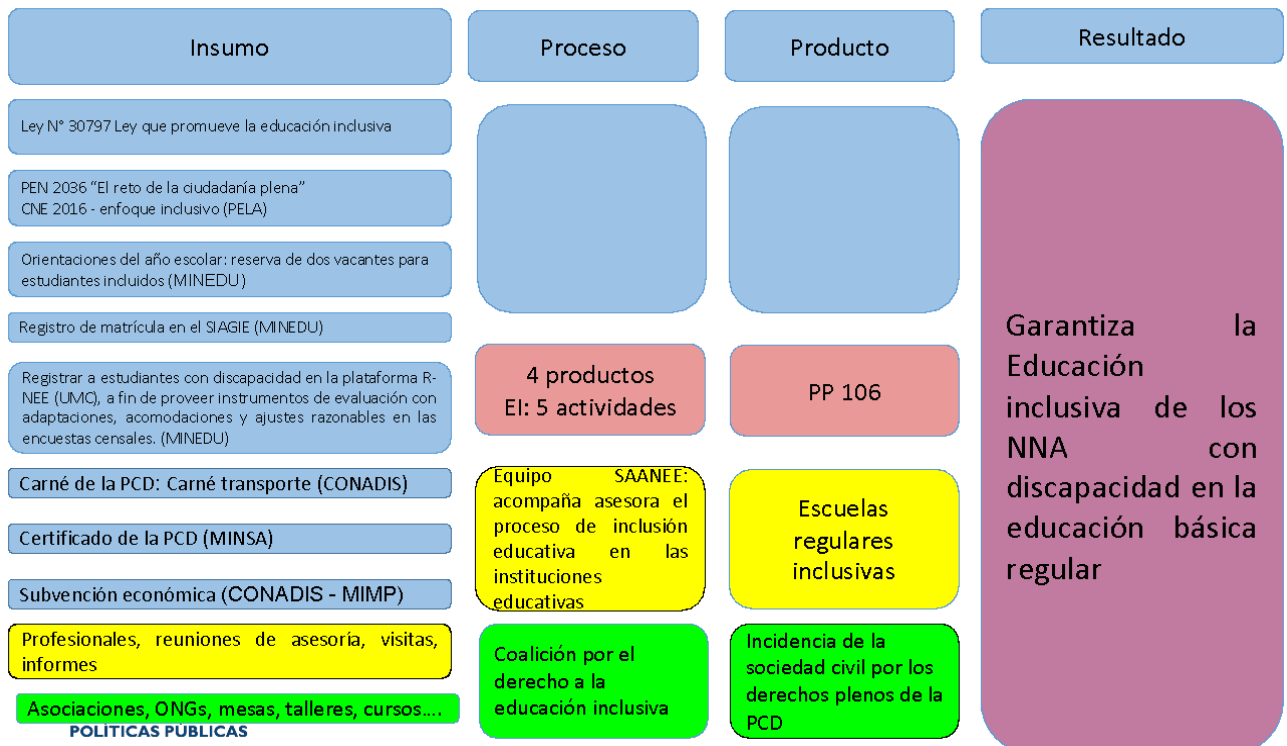 Insumo
Proceso
Producto
Resultado
Ley N° 30797 Ley que promueve la educación inclusiva
PEN 2036 “El reto de la ciudadanía plena”
CNE 2016 - enfoque inclusivo (PELA)
Orientaciones del año escolar: reserva de dos vacantes para
estudiantes incluidos (MINEDU)
Registro de matrícula en el SIAGIE (MINEDU)
Registrar a estudiantes con discapacidad en la plataforma R-
NEE (UMC), a fin de proveer instrumentos de evaluación con
adaptaciones, acomodaciones y ajustes razonables en las
encuestas censales. (MINEDU)
Carné de la PCD: Carné transporte (CONADIS)
Certificado de la PCD (MINSA)
Subvención económica (CONADIS - MIMP)
Profesionales, reuniones de asesoría, visitas,
informes
Asociaciones, ONGs, mesas, talleres, cursos....
POLÍTICAS PÚBLICAS
4 productos
EI: 5 actividades
Equipo SAANEE:
acompaña asesora el
proceso de inclusión
educativa en las
instituciones
educativas
Coalición por el
derecho a la
educación inclusiva
PP 106
Escuelas
regulares
inclusivas
Incidencia de la
sociedad civil por los
derechos plenos de la
PCD
Garantiza la
Educación
inclusiva de los
NNA con
discapacidad en la
educación básica
regular